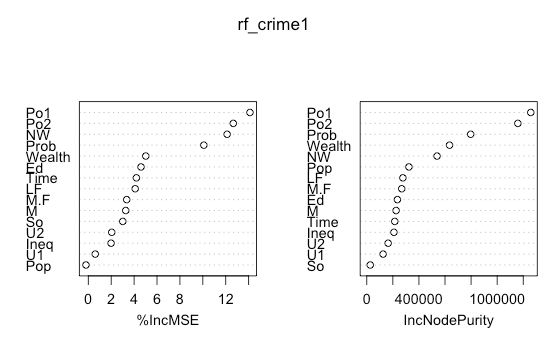 rf_crime1
Po1
Po2
NW
Prob
Wealth
Ed
Time
LF
M.F
M
So
U2
Ineq
U1
Pop
0 2 4 6 8 12
%IncMSE
Po1
Po2
Prob
Wealth
NW
Pop
LF
M.F
Ed
M
Time
Ineq
U2
U1
So
0 400000 1000000
IncNodePurity